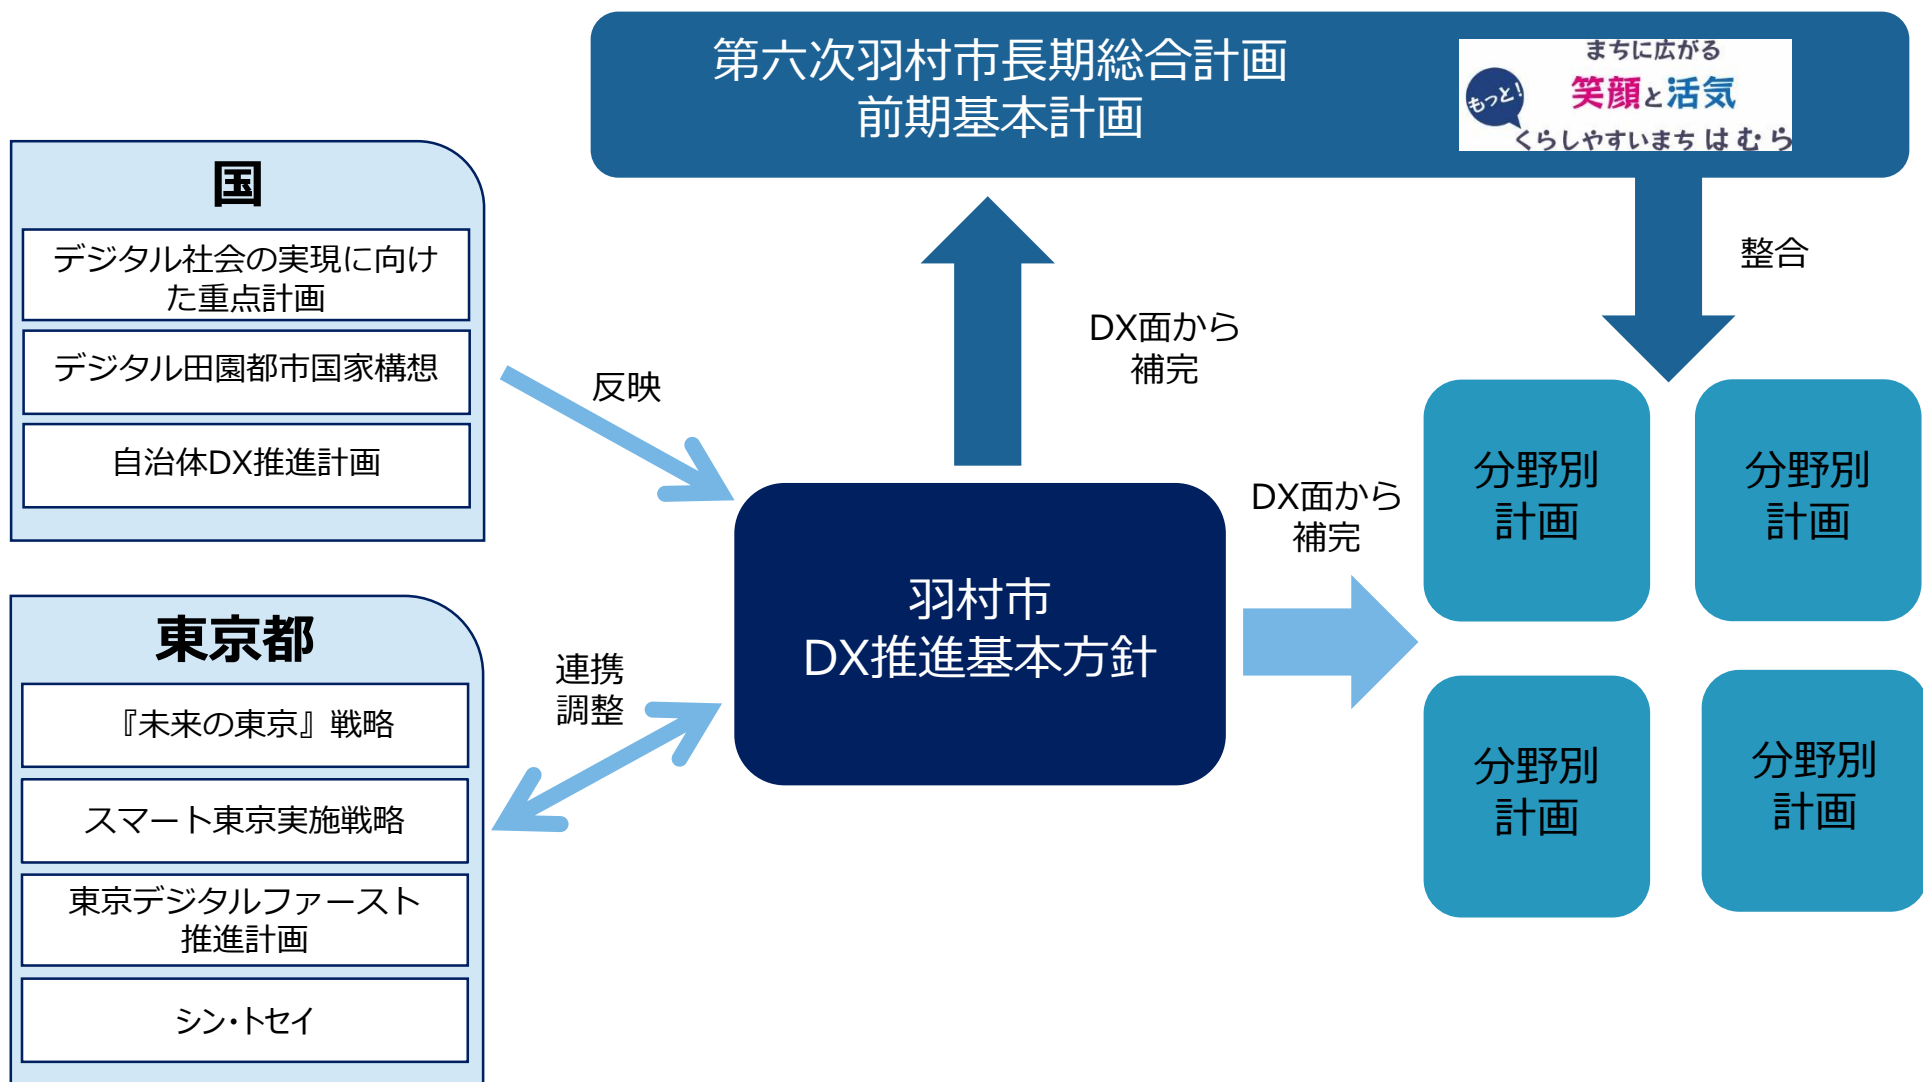 第六次羽村市長期総合計画
前期基本計画
まちに広がる
もっと!
笑顔と活気
くらしやすいまち はむら
国
デジタル社会の実現に向け
た重点計画
デジタル田園都市国家構想
自治体DX推進計画
反映
DX面から
補完
整合
東京都
『未来の東京』戦略
スマート東京実施戦略
東京デジタルファースト
推進計画
シン・トセイ
連携
調整
羽村市
DX推進基本方針
DX面から
補完
分野別
計画
分野別
計画
分野別
計画
分野別
計画